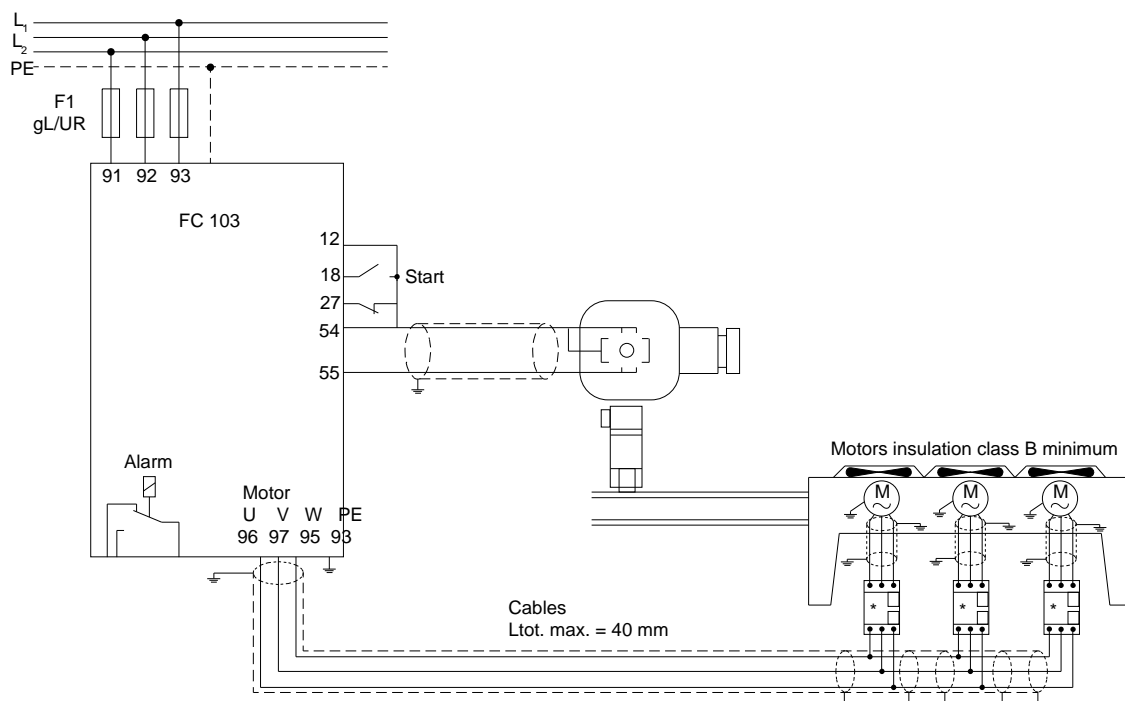 L1
L2
PE
F1
gL/UR
91 92 93
FC 103
12
18 Start
27
54
55
Alarm
Motor
U V W PE
96 97 95 93
Motors insulation class B minimum
M M M
* * *
Cables
Ltot. max. = 40 mm